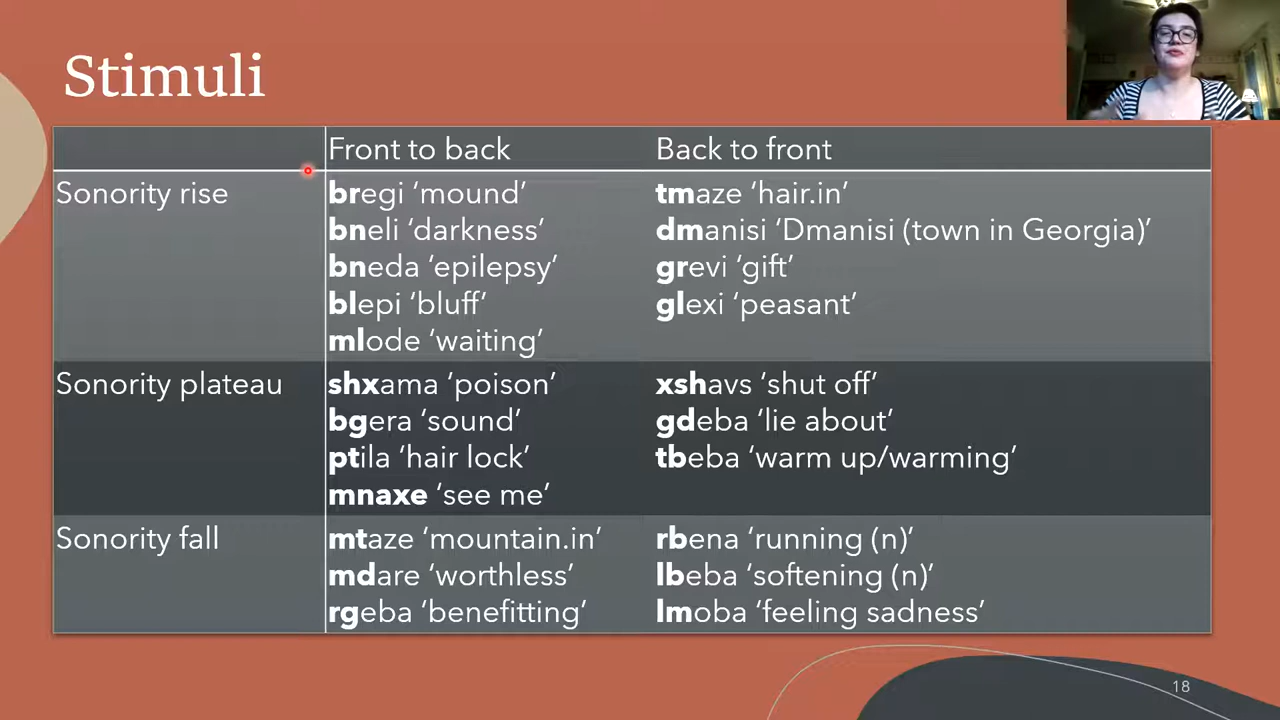 Stimuli
Front to back Back to front
Sonority rise bregi ‘mound’ tmaze ‘hair.in’
bneli ‘darkness’ dmanisi ‘Dmanisi (town in Georgia)’
bneda ‘epilepsy’ grevi ‘gift’
blepi ‘bluff’ glexi ‘peasant’
mlode ‘waiting’
Sonority plateau shxama ‘poison’ xshavs ‘shut off’
bgera ‘sound’ gdeba ‘lie about’
ptila ‘hair lock’ tbeba ‘warm up/warming’
mnaxe ‘see me’
Sonority fall mtaze ‘mountain.in’ rbena ‘running (n)’
mdare ‘worthless’ lbeba ‘softening (n)’
rgeba ‘benefitting’ lmoba ‘feeling sadness’
18